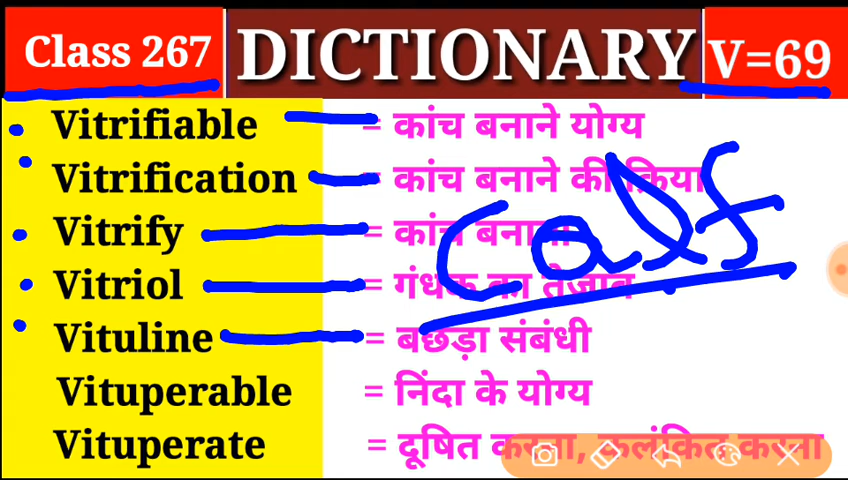 Class 267 DICTIONARY V=69
Vitrifiable = कांच बनाने योग्य
Vitrification = कांच बनाने की क्रिया
Vitrify = कांच बनाना
Vitriol = गंधक का तेजाब
Vituline = बछड़ा संबंधी
calf
Vituperable = निंदा के योग्य
Vituperate = दूषित करना, कलंकित करना